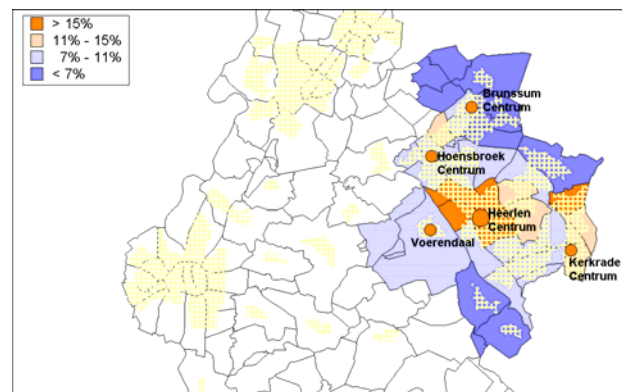 > 15%
11% - 15%
7% - 11%
< 7%
Brunssum
Centrum
Hoensbroek
Centrum
Heerlen
Centrum
Voerendaal
Kerkrade
Centrum